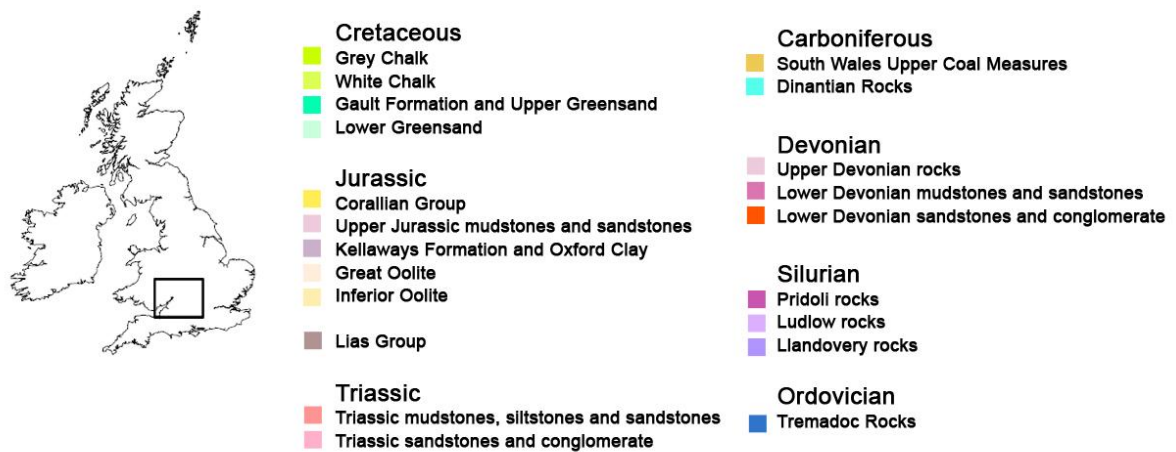 Cretaceous
Grey Chalk
White Chalk
Gault Formation and Upper Greensand
Lower Greensand
Jurassic
Corallian Group
Upper Jurassic mudstones and sandstones
Kellaways Formation and Oxford Clay
Great Oolite
Inferior Oolite
Lias Group
Triassic
Triassic mudstones, siltstones and sandstones
Triassic sandstones and conglomerate
Carboniferous
South Wales Upper Coal Measures
Dinantian Rocks
Devonian
Upper Devonian rocks
Lower Devonian mudstones and sandstones
Lower Devonian sandstones and conglomerate
Silurian
Pridoli rocks
Ludlow rocks
Llandovery rocks
Ordovician
Tremadoc Rocks